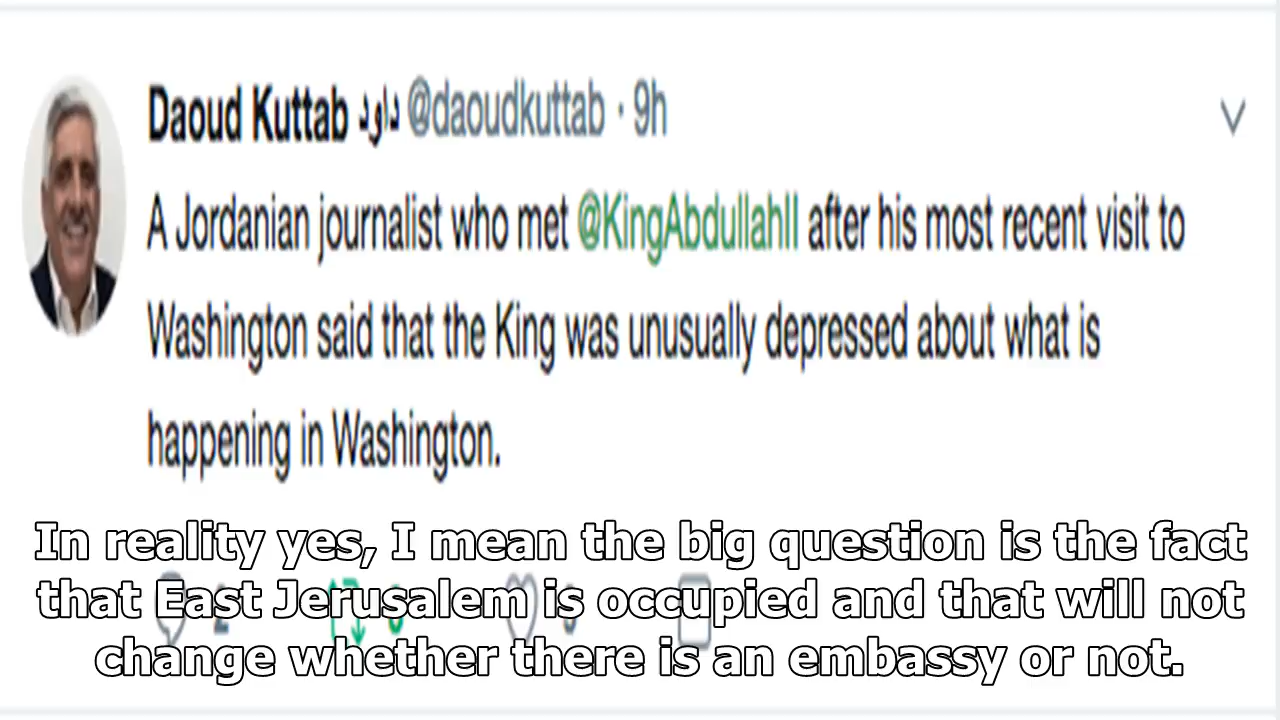 Daoud Kuttab داود @daoudkuttab · 9h
A Jordanian journalist who met @KingAbdullahII after his most recent visit to
Washington said that the King was unusually depressed about what is
happening in Washington.
In reality yes, I mean the big question is the fact
that East Jerusalem is occupied and that will not
change whether there is an embassy or not.